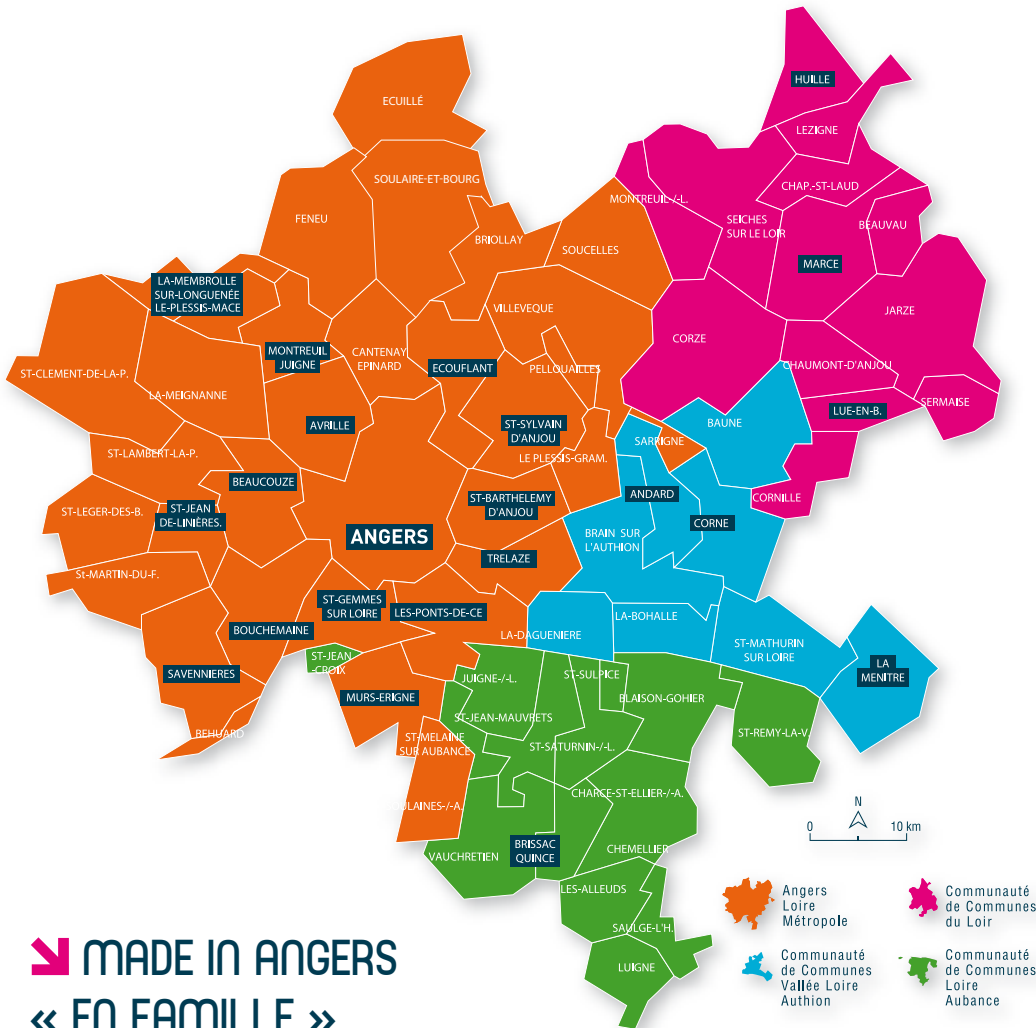 HUILLE
ECUILLÉ
LEZIGNE
SOULAIRE-ET-BOURG
CHAP.-ST-LAUD
MONTREUIL /-L.
FENEU
SEICHES
SUR LE LOIR
BEAUVAU
BRIOLLAY
SOUCELLES
MARCE
LA-MEMBROLLE
SUR-LONGUENÉE
LE-PLESSIS-MACE
VILLEVEQUE
JARZE
CORZE
MONTREUIL
JUIGNE
CANTENAY
EPINARD
ECOUFLANT
PELLOUAILLES
CHAUMONT-D'ANJOU
ST-CLEMENT-DE-LA-P.
LA-MEIGNANNE
SERMAISE
LUE-EN-B.
AVRILLE
ST-SYLVAIN
D'ANJOU
BAUNE
SARRIGNE
ST-LAMBERT-LA-P.
LE PLESSIS-GRAM.
BEAUCOUZE
ST-BARTHELEMY
D'ANJOU
ANDARD
CORNILLE
ST-LEGER-DES-B.
ST-JEAN
DE-LINIÈRES.
CORNE
ANGERS
BRAIN SUR
L'AUTHION
TRELAZE
St-MARTIN-DU-F.
ST-GEMMES
SUR LOIRE
LES-PONTS-DE-CE
LA-BOHALLE
BOUCHEMAINE
LA-DAGUENIERE
ST-MATHURIN
SUR LOIRE
ST-JEAN
-CROIX
SAVENNIERES
LA
MENITRE
JUIGNE-/-L.
ST-SULPICE
MURS-ERIGNE
BLAISON-GOHIER
ST-JEAN-MAUVRETS
BEHUARD
ST-MELAINE
SUR AUBANCE
ST-SATURNIN-/-L.
ST-REMY-LA-V.
CHARCE-ST-ELLIER-/-A.
ULAINES-/-A.
N
0 10 km
BRISSAC
QUINCE
CHEMELLIER
VAUCHRETIEN
LES-ALLEUDS
SAULGE-L'H.
LUIGNE
Angers
Loire
Métropole
Communauté
de Communes
du Loir
Communauté
de Communes
Vallée Loire
Authion
Communauté
de Communes
Loire
Aubance
MADE IN ANGERS
« EN FAMILLE »